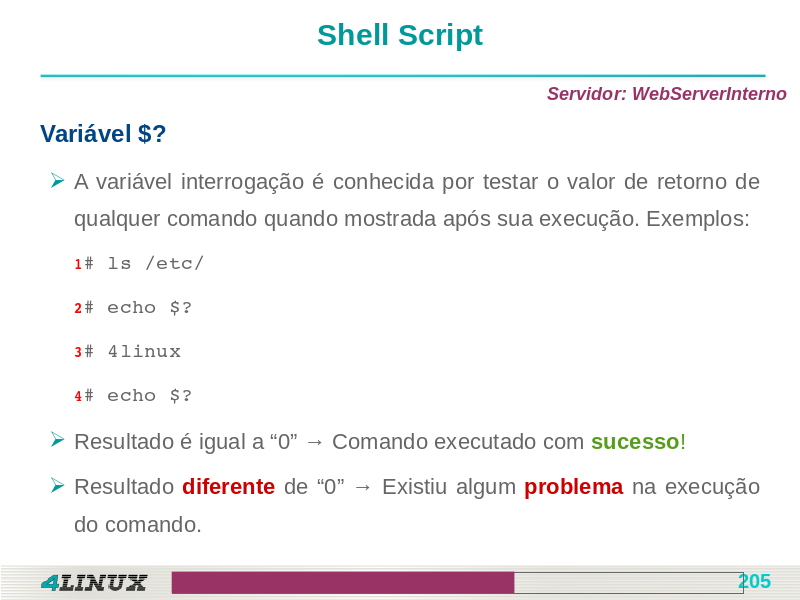 Shell Script
Servidor: WebServerInterno
Variável $?
A variável interrogação é conhecida por testar o valor de retorno de
qualquer comando quando mostrada após sua execução. Exemplos:
1# ls /etc/
2# echo $?
3# 4linux
4# echo $?
Resultado é igual a “0” → Comando executado com sucesso!
Resultado diferente de “0” → Existiu algum problema na execução
do comando.
4LINUX
205